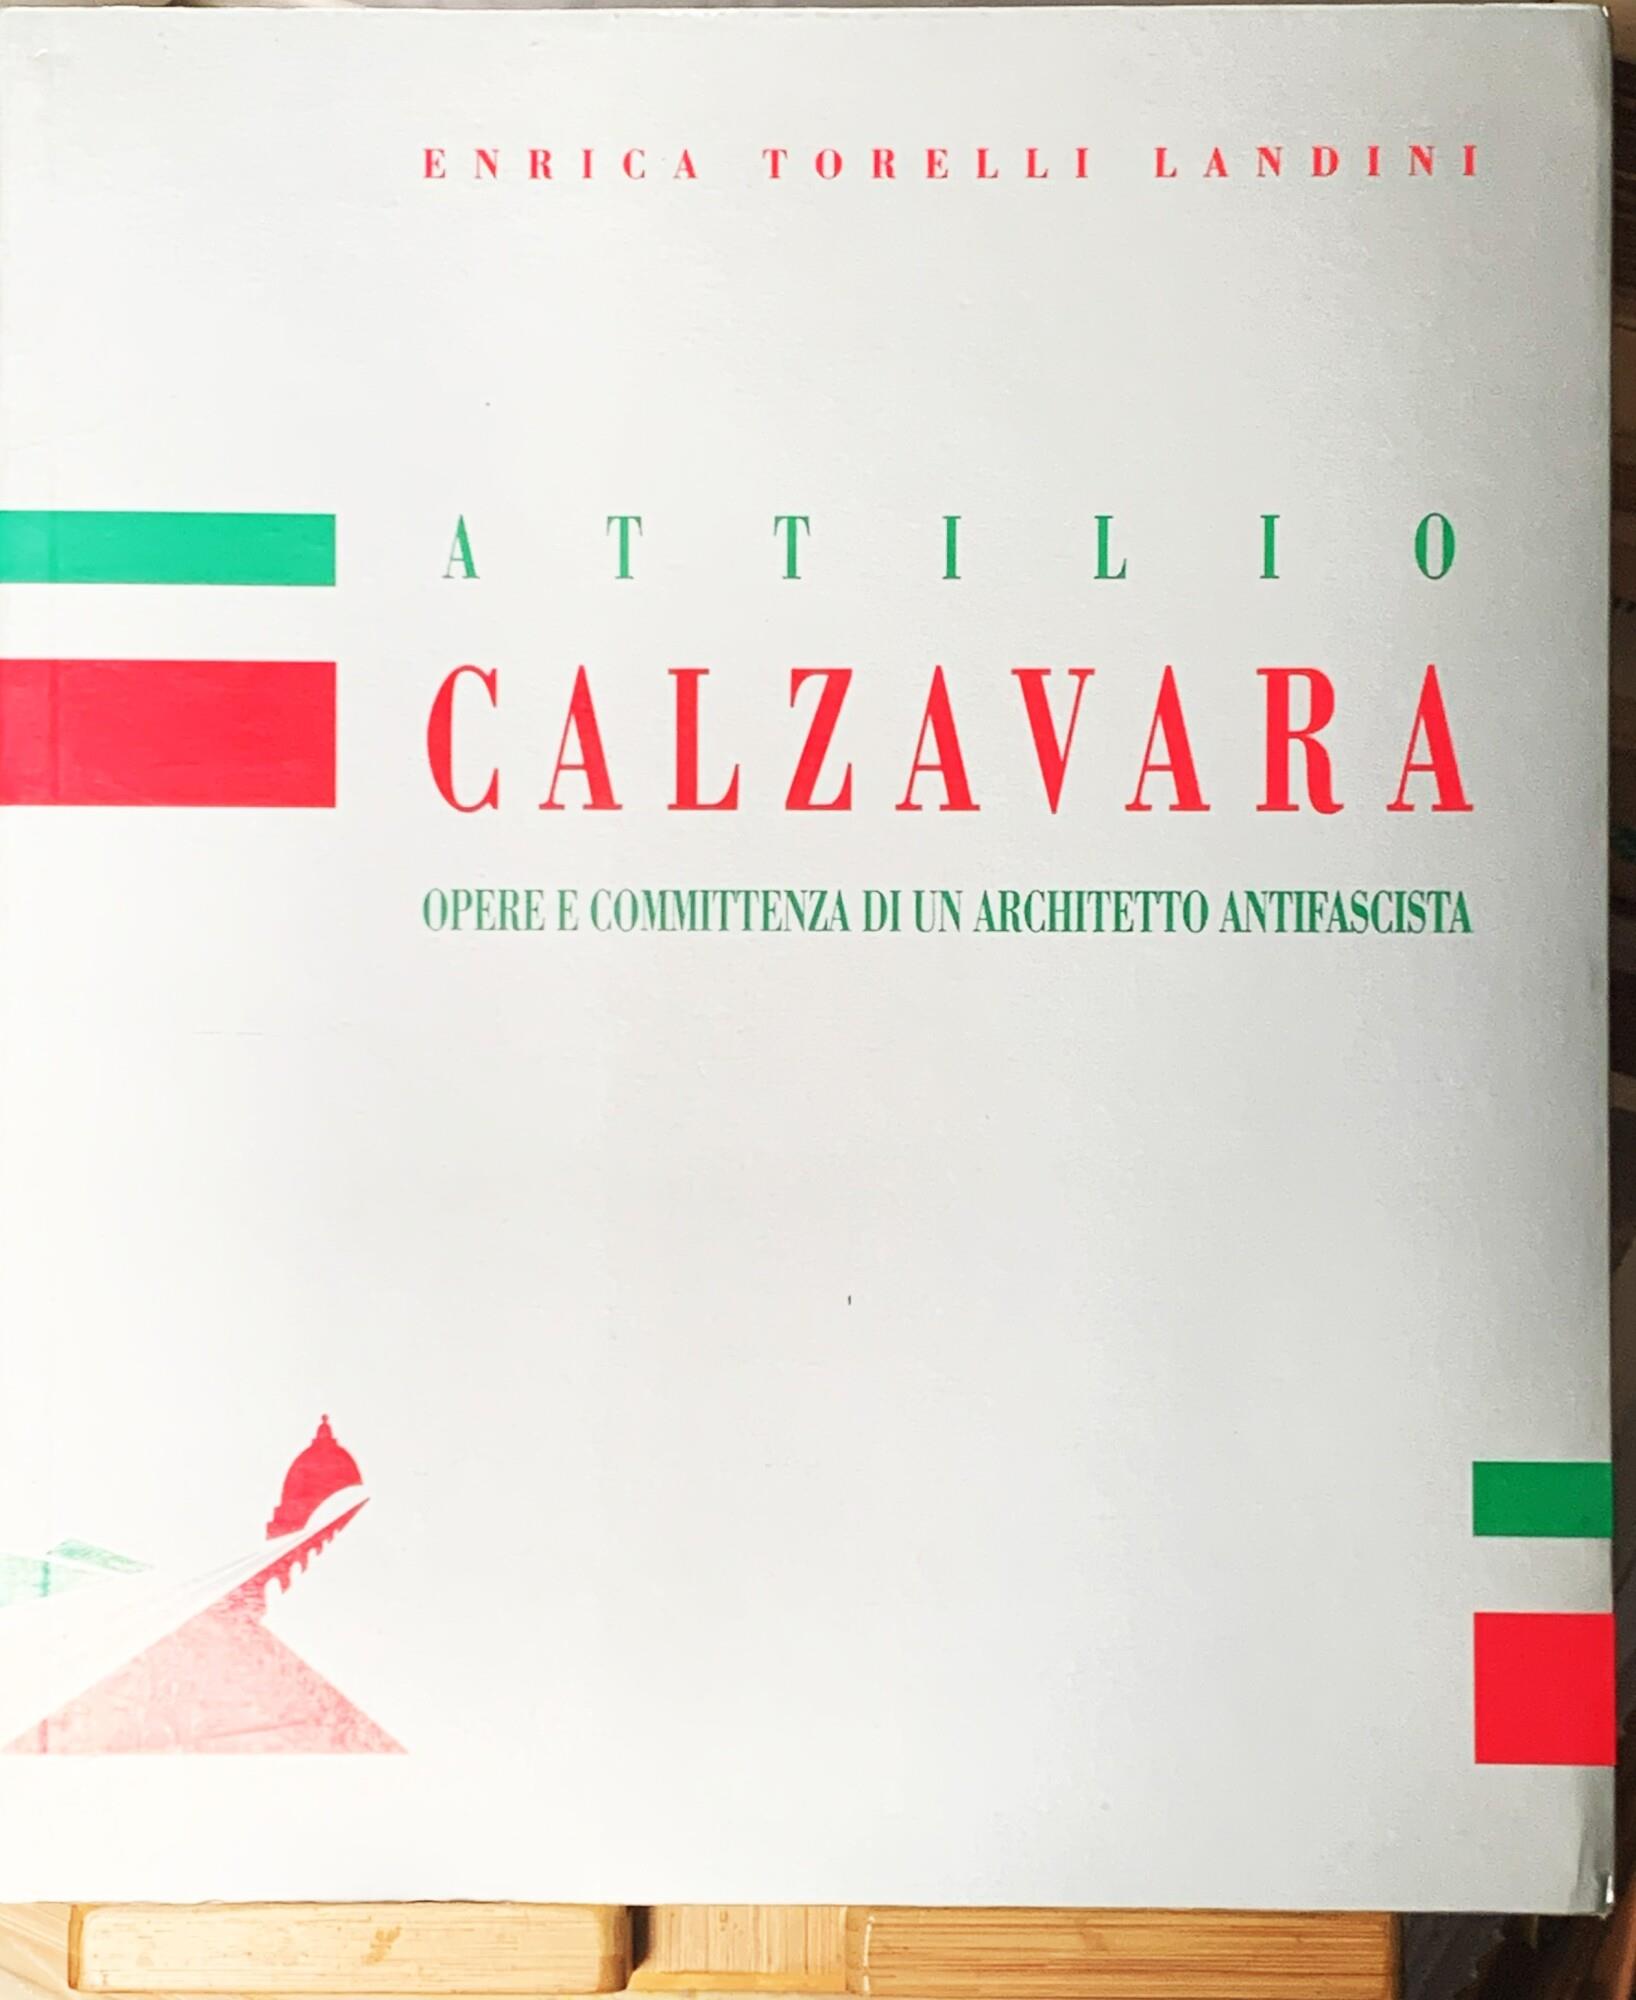 ENRICA TORELLI LANDINI
ATTILIO
CALZAVARA
OPERE E COMMITTENZA DI UN ARCHITETTO ANTIFASCISTA